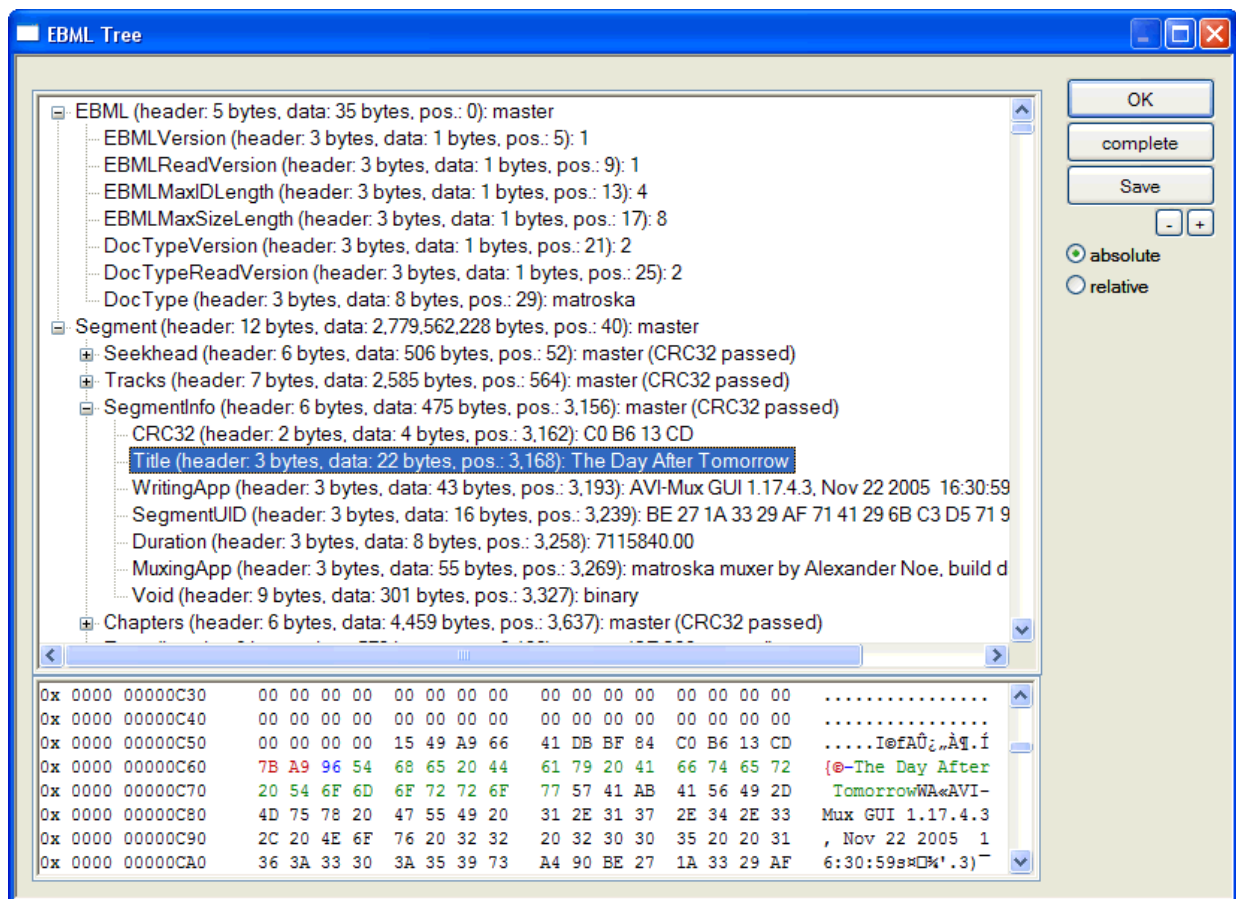 EBML Tree
EBML (header: 5 bytes, data: 35 bytes, pos.: 0): master
EBMLVersion (header: 3 bytes, data: 1 bytes, pos.: 5): 1
EBMLReadVersion (header: 3 bytes, data: 1 bytes, pos.: 9): 1
EBMLMaxIDLength (header: 3 bytes, data: 1 bytes, pos.: 13): 4
EBMLMaxSizeLength (header: 3 bytes, data: 1 bytes, pos.: 17): 8
DocTypeVersion (header: 3 bytes, data: 1 bytes, pos.: 21): 2
DocTypeReadVersion (header: 3 bytes, data: 1 bytes, pos.: 25): 2
DocType (header: 3 bytes, data: 8 bytes, pos.: 29): matroska
Segment (header: 12 bytes, data: 2,779,562,228 bytes, pos.: 40): master
Seekhead (header: 6 bytes, data: 506 bytes, pos.: 52): master (CRC32 passed)
Tracks (header: 7 bytes, data: 2,585 bytes, pos.: 564): master (CRC32 passed)
SegmentInfo (header: 6 bytes, data: 475 bytes, pos.: 3,156): master (CRC32 passed)
CRC32 (header: 2 bytes, data: 4 bytes, pos.: 3,162): C0 B6 13 CD
Title (header: 3 bytes, data: 22 bytes, pos.: 3,168): The Day After Tomorrow
WritingApp (header: 3 bytes, data: 43 bytes, pos.: 3,193): AVI-Mux GUI 1.17.4.3, Nov 22 2005  16:30:59
SegmentUID (header: 3 bytes, data: 16 bytes, pos.: 3,239): BE 27 1A 33 29 AF 71 41 29 6B C3 D5 71 9
Duration (header: 3 bytes, data: 8 bytes, pos.: 3,258): 7115840.00
MuxingApp (header: 3 bytes, data: 55 bytes, pos.: 3,269): matroska muxer by Alexander Noe, build d
Void (header: 9 bytes, data: 301 bytes, pos.: 3,327): binary
Chapters (header: 6 bytes, data: 4,459 bytes, pos.: 3,637): master (CRC32 passed)
OK
complete
Save
- +
absolute
relative
0x 0000 00000C30 00 00 00 00 00 00 00 00 00 00 00 00 00 00 00 00 ................
0x 0000 00000C40 00 00 00 00 00 00 00 00 00 00 00 00 00 00 00 00 ................
0x 0000 00000C50 00 00 00 00 15 49 A9 66 41 DB BF 84 C0 B6 13 CD .....I©fAÛ¿„À¶.Í
0x 0000 00000C60 7B A9 96 54 68 65 20 44 61 79 20 41 66 74 65 72 {©–The Day After
0x 0000 00000C70 20 54 6F 6D 6F 72 72 6F 77 57 41 AB 41 56 49 2D  TomorrowWA«AVI-
0x 0000 00000C80 4D 75 78 20 47 55 49 20 31 2E 31 37 2E 34 2E 33 Mux GUI 1.17.4.3
0x 0000 00000C90 2C 20 4E 6F 76 20 32 32 20 32 30 30 35 20 20 31 , Nov 22 2005  1
0x 0000 00000CA0 36 3A 33 30 3A 35 39 73 A4 90 BE 27 1A 33 29 AF 6:30:59s¤□¾'.3)¯